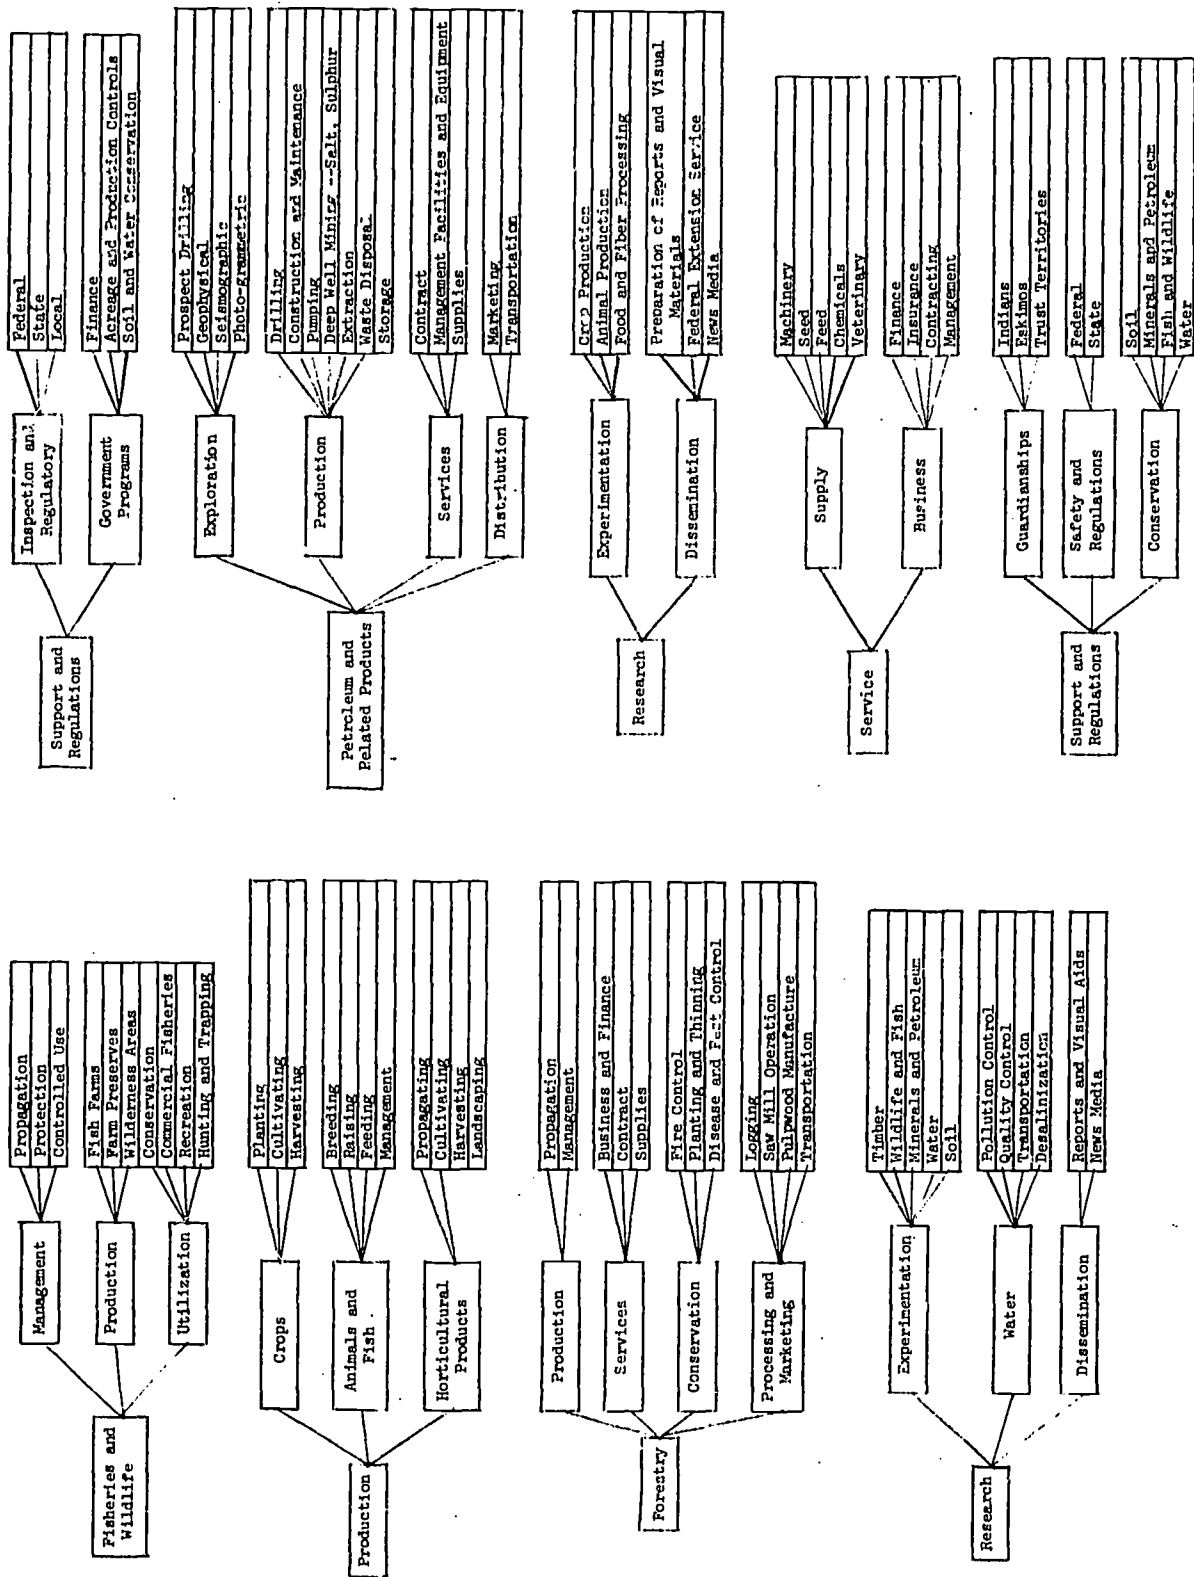 Fisheries and
Wildlife
Management
Propagation
Protection
Controlled Use
Production
Fish Farms
Farm Preserves
Wilderness Areas
Utilization
Conservation
Commercial Fisheries
Recreation
Hunting and Trapping
Production
Crops
Planting
Cultivating
Harvesting
Animals and
Fish
Breeding
Raising
Feeding
Management
Horticultural
Products
Propagating
Cultivating
Harvesting
Landscaping
Forestry
Production
Propagation
Management
Services
Business and Finance
Contract
Supplies
Conservation
Fire Control
Planting and Thinning
Disease and Pest Control
Processing and
Marketing
Logging
Saw Mill Operation
Pulpwood Manufacture
Transportation
Research
Experimentation
Timber
Wildlife and Fish
Minerals and Petroleum
Water
Soil
Water
Pollution Control
Quality Control
Transportation
Desalinization
Dissemination
Reports and Visual Aids
News Media
Support and
Regulations
Inspection and
Regulatory
Federal
State
Local
Government
Programs
Finance
Acreage and Production Controls
Soil and Water Conservation
Petroleum and
Related Products
Exploration
Prospect Drilling
Geophysical
Seismographic
Photo-grammetric
Production
Drilling
Construction and Maintenance
Pumping
Deep Well Mining --Salt, Sulphur
Extraction
Waste Disposal
Storage
Services
Contract
Management Facilities and Equipment
Supplies
Distribution
Marketing
Transportation
Research
Experimentation
Crop Production
Animal Production
Food and Fiber Processing
Dissemination
Preparation of Reports and Visual
Materials
Federal Extension Service
News Media
Service
Supply
Machinery
Seed
Feed
Chemicals
Veterinary
Business
Finance
Insurance
Contracting
Management
Support and
Regulations
Guardianships
Indians
Eskimos
Trust Territories
Safety and
Regulations
Federal
State
Conservation
Soil
Minerals and Petroleum
Fish and Wildlife
Water